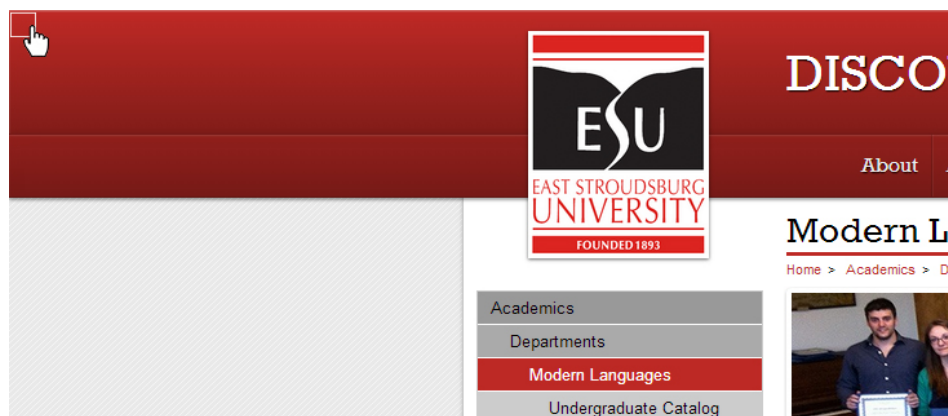 DISCO
ESU
EAST STROUDSBURG
UNIVERSITY
FOUNDED 1893
About
Modern L
Home > Academics > D
Academics
Departments
Modern Languages
Undergraduate Catalog